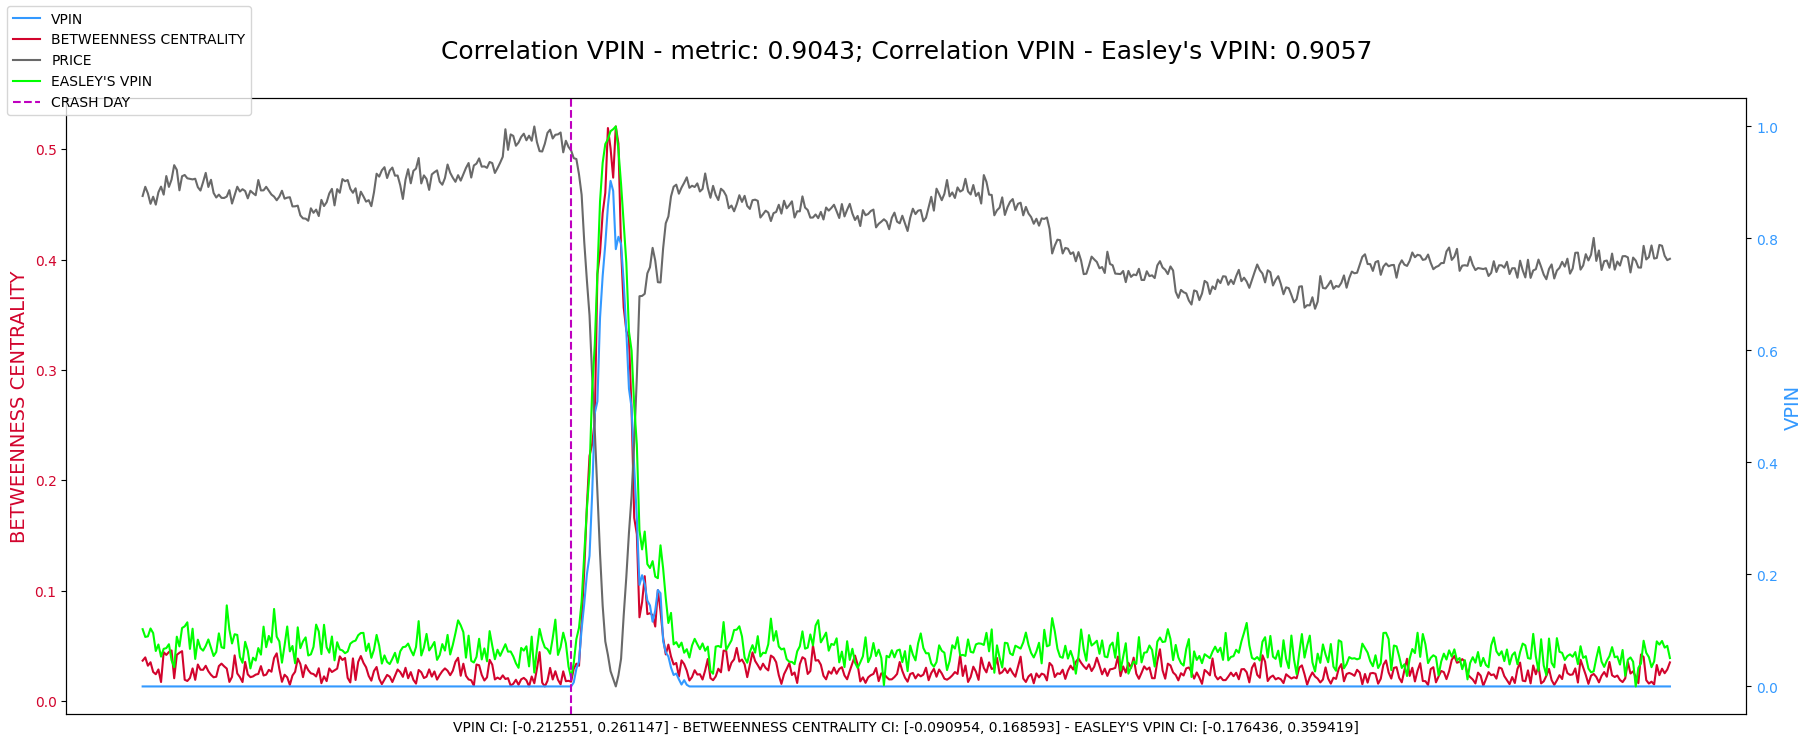 VPIN
BETWEENNESS CENTRALITY
PRICE
EASLEY'S VPIN
CRASH DAY
Correlation VPIN - metric: 0.9043; Correlation VPIN - Easley's VPIN: 0.9057
BETWEENNESS CENTRALITY
0.5
0.4
0.3
0.2
0.1
0.0
1.0
0.8
0.6
0.4
0.2
0.0
VPIN
VPIN CI: [-0.212551, 0.261147] - BETWEENNESS CENTRALITY CI: [-0.090954, 0.168593] - EASLEY'S VPIN CI: [-0.176436, 0.359419]